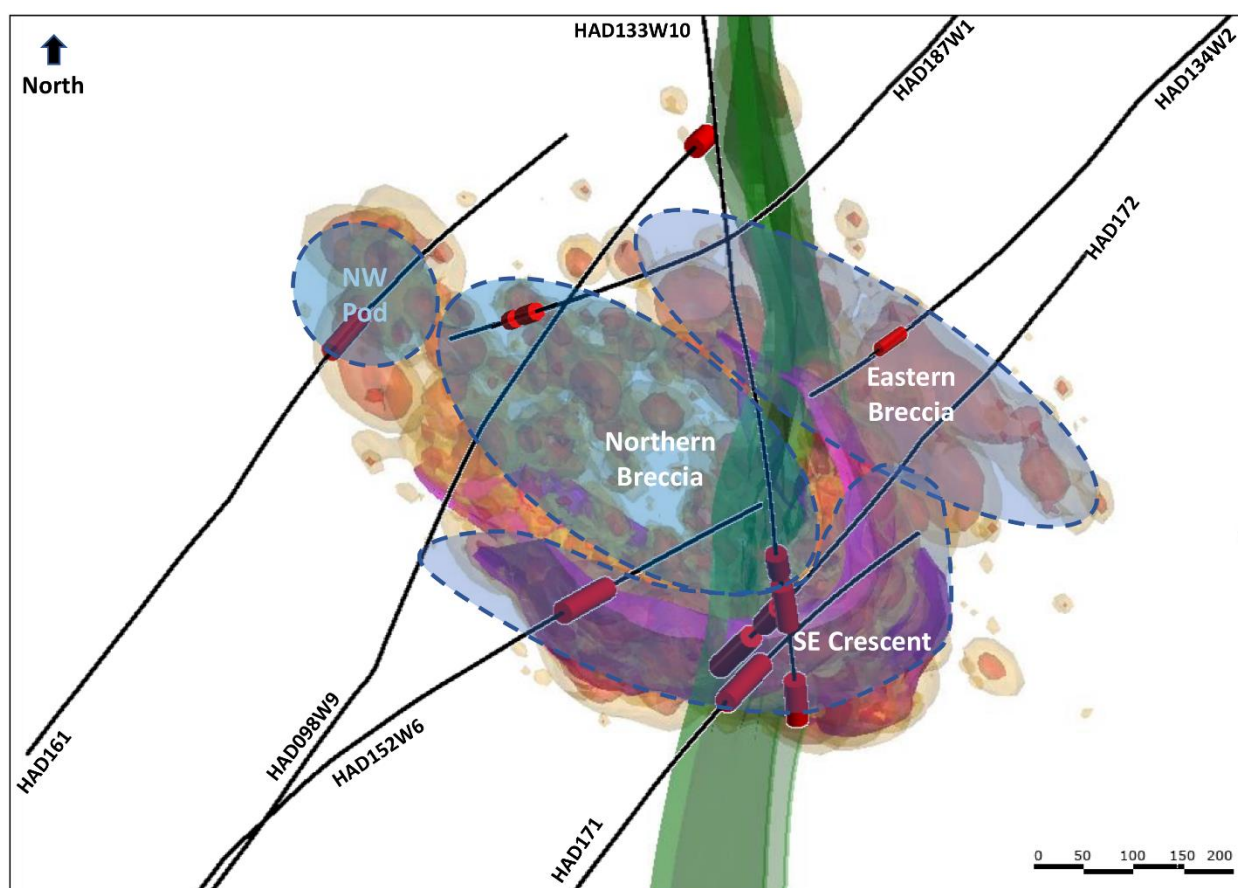 North
HAD133W10
HAD187W1
HAD134W2
HAD172
NW
Pod
Eastern
Breccia
Northern
Breccia
SE Crescent
HAD161
HAD098W9
HAD152W6
HAD171
0 50 100 150 200